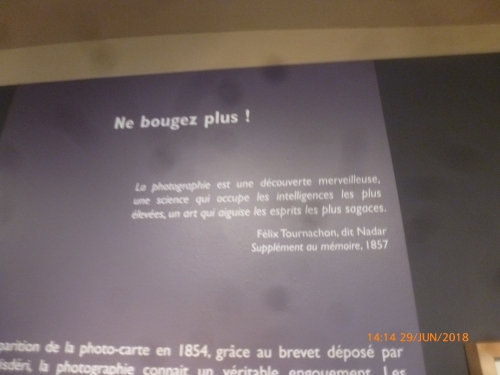 Ne bougez plus !
La photographie est une découverte merveilleuse,
une science qui occupe les intelligences les plus
élevées, un art qui aiguise les esprits les plus sagaces.
Félix Tournachon, dit Nadar
Supplément au mémoire, 1857
parition de la photo-carte en 1854, grâce au brevet déposé par
isdéri, la photographie connait un véritable engouement. Les
14:14 29/JUN/2018